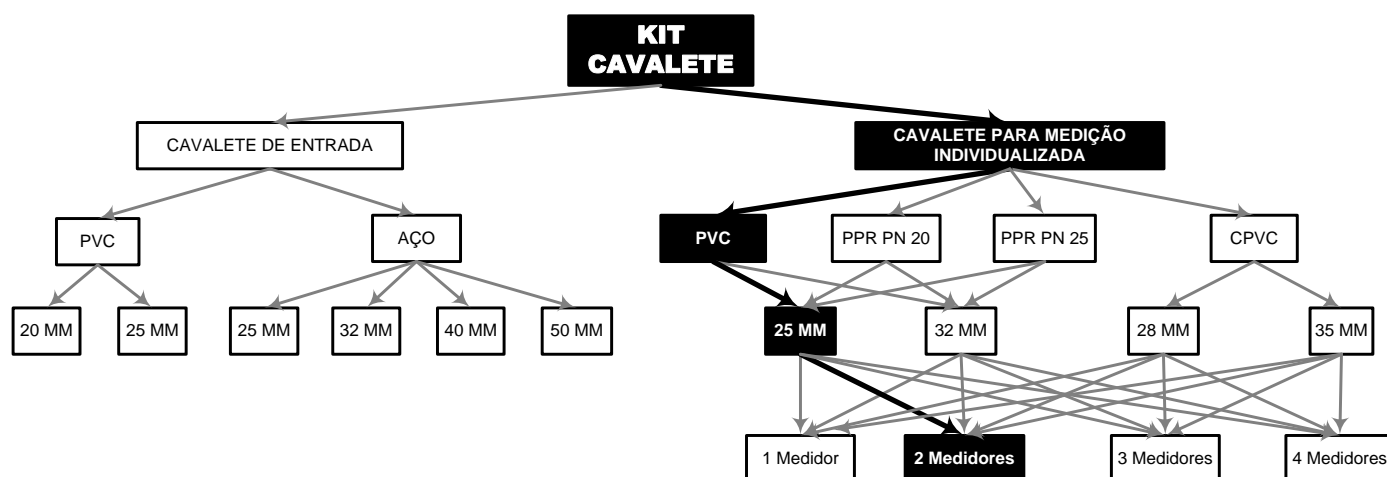 KIT
CAVALETE
CAVALETE DE ENTRADA
CAVALETE PARA MEDIÇÃO
INDIVIDUALIZADA
PVC
AÇO
PVC
PPR PN 20
PPR PN 25
CPVC
20 MM
25 MM
25 MM
32 MM
40 MM
50 MM
25 MM
32 MM
28 MM
35 MM
1 Medidor
2 Medidores
3 Medidores
4 Medidores